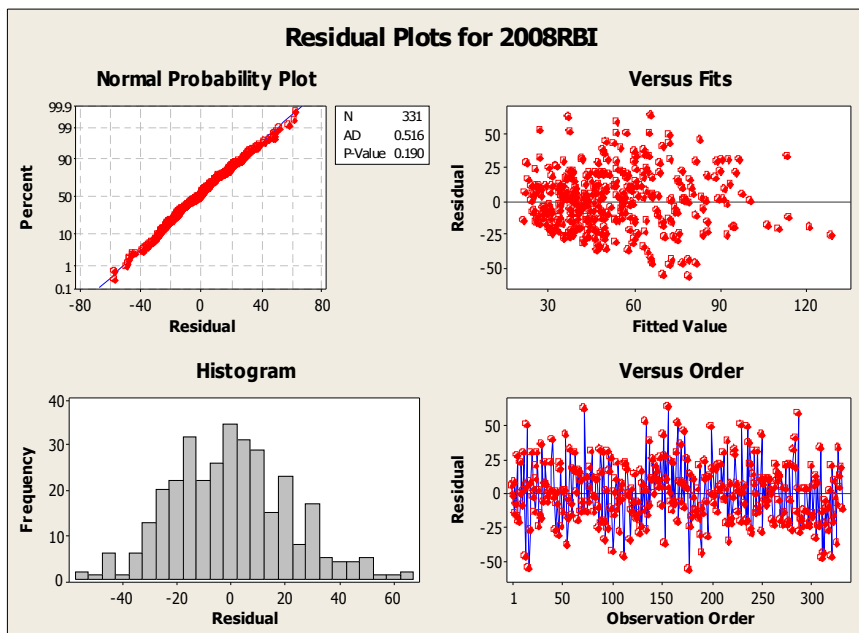 Residual Plots for 2008RBI
Normal Probability Plot
99.9
99
90
50
10
1
0.1
Percent
-80 -40 0 40 80
Residual
N 331
AD 0.516
P-Value 0.190
Versus Fits
50
25
0
-25
-50
Residual
30 60 90 120
Fitted Value
Histogram
40
30
20
10
0
Frequency
-40 -20 0 20 40 60
Residual
Versus Order
50
25
0
-25
-50
Residual
1 50 100 150 200 250 300
Observation Order